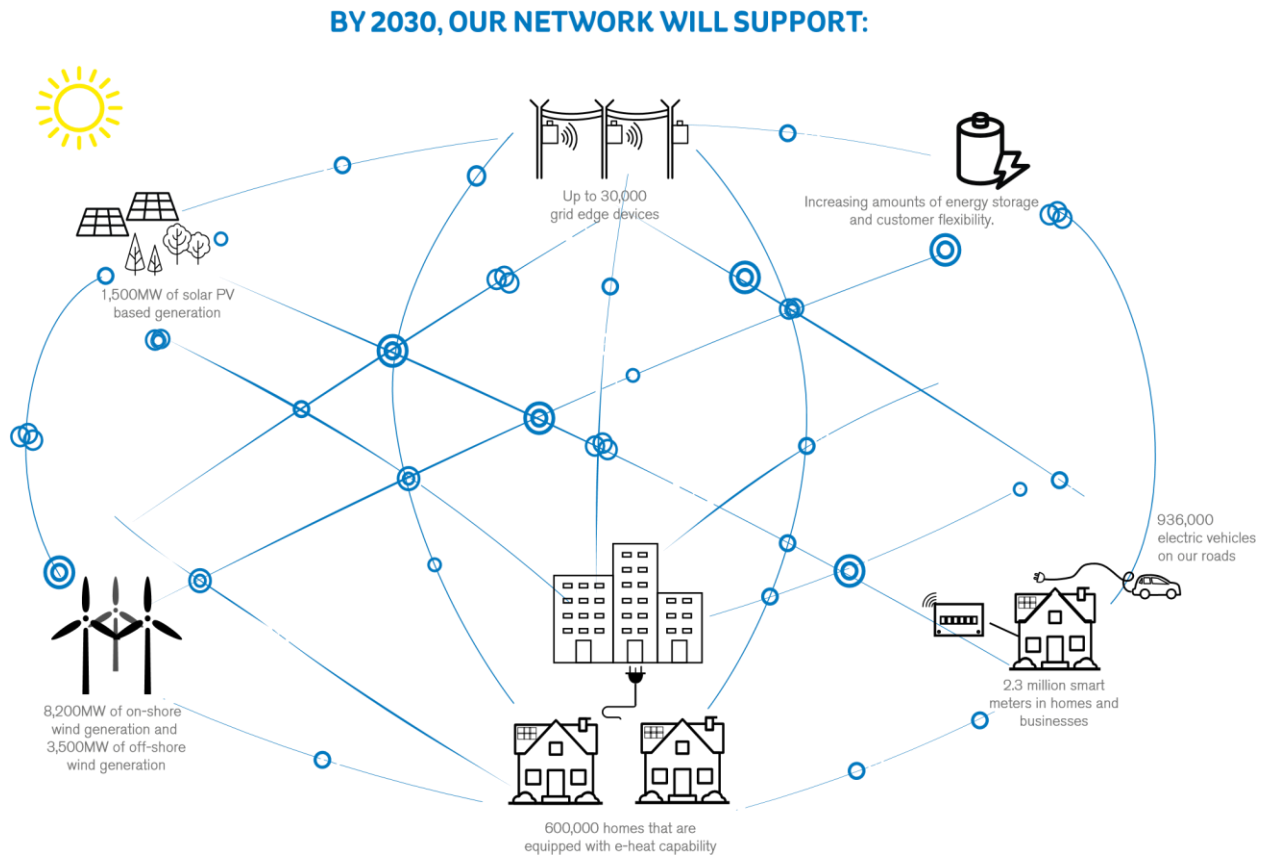 BY 2030, OUR NETWORK WILL SUPPORT:
Up to 30,000
grid edge devices
Increasing amounts of energy storage
and customer flexibility.
1,500MW of solar PV
based generation
936,000
electric vehicles
on our roads
8,200MW of on-shore
wind generation and
3,500MW of off-shore
wind generation
2.3 million smart
meters in homes and
businesses
600,000 homes that are
equipped with e-heat capability